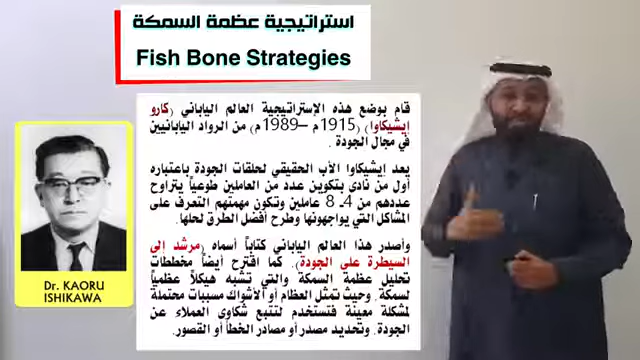 استراتيجية عظمة السمكة
Fish Bone Strategies
قام بوضع هذه الإستراتيجية العالم الياباني (كارو
إيشيكاوا) (1915م –1989م) من الرواد اليابانيين
في مجال الجودة .
يعد إيشيكاوا الأب الحقيقي لحلقات الجودة باعتباره
أول من نادى بتكوين عدد من العاملين طوعياً يتراوح
عددهم من 4ـ 8 عاملين وتكون مهمتهم التعرف على
المشاكل التي يواجهونها وطرح أفضل الطرق لحلها.
وأصدر هذا العالم الياباني كتاباً أسماه (مرشد إلى
السيطرة على الجودة). كما اقترح أيضاً مخططات
تحليل عظمة السمكة والتي تشبه هيكلاً عظمياً
لسمكة. وحيث تمثل العظام أو الأشواك مسببات محتملة
لمشكلة معينة فتستخدم لتتبع شكاوى العملاء عن
الجودة. وتحديد مصدر أو مصادر الخطأ أو القصور.
Dr. KAORU
ISHIKAWA